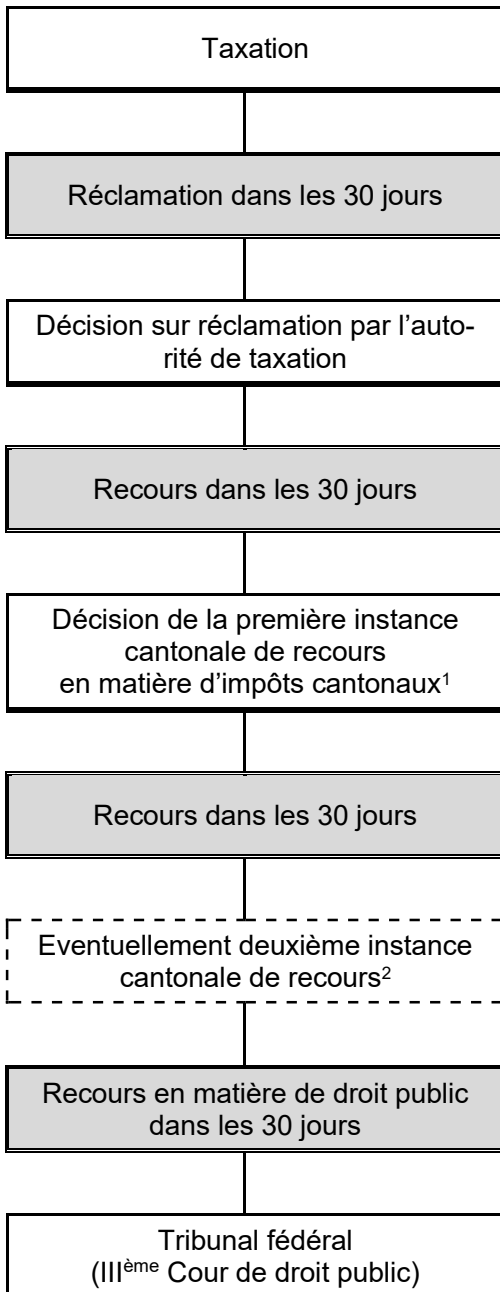 Taxation
Réclamation dans les 30 jours
Décision sur réclamation par l’auto-
rité de taxation
Recours dans les 30 jours
Décision de la première instance
cantonale de recours
en matière d’impôts cantonaux¹
Recours dans les 30 jours
Eventuellement deuxième instance
cantonale de recours²
Recours en matière de droit public
dans les 30 jours
Tribunal fédéral
(IIIème Cour de droit public)